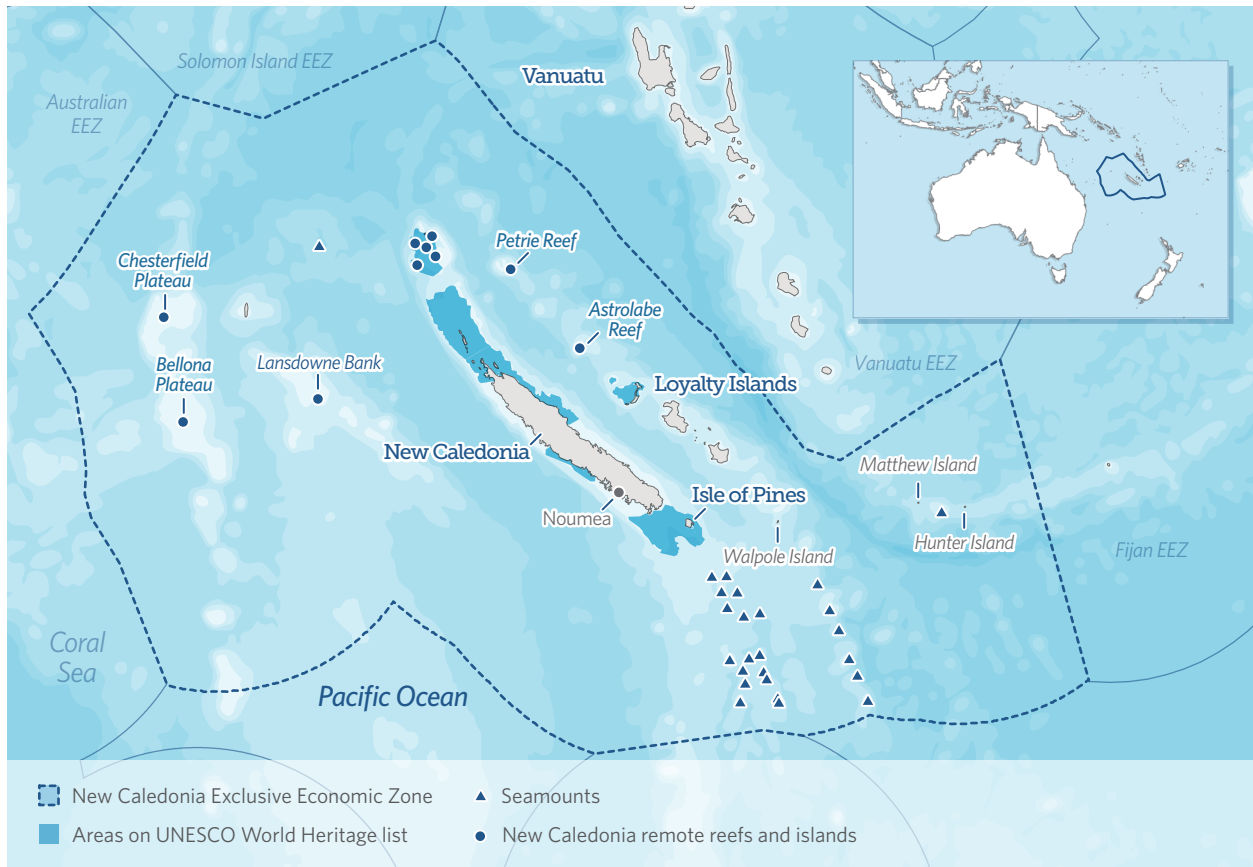 Solomon Island EEZ
Vanuatu
Australian
EEZ
Chesterfield
Plateau
Petrie Reef
Astrolabe
Reef
Bellona
Plateau
Lansdowne Bank
Vanuatu EEZ
Loyalty Islands
New Caledonia
Matthew Island
Isle of Pines
Noumea
Hunter Island
Walpole Island
Fijan EEZ
Coral
Sea
Pacific Ocean
New Caledonia Exclusive Economic Zone
Seamounts
Areas on UNESCO World Heritage list
New Caledonia remote reefs and islands